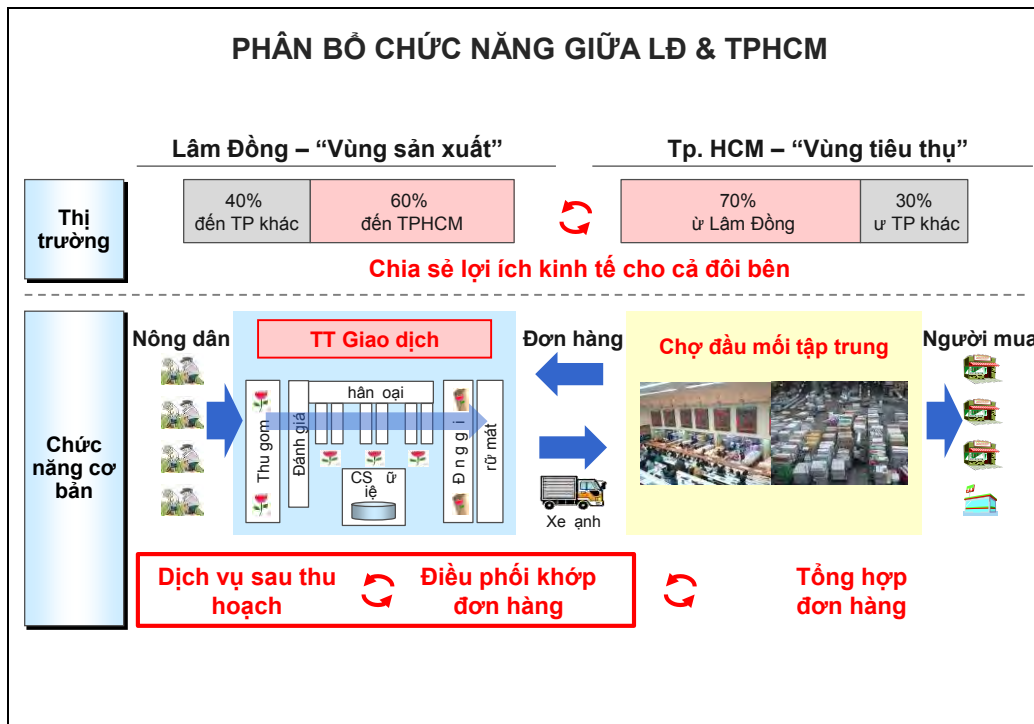 PHÂN BỔ CHỨC NĂNG GIỮA LĐ & TPHCM
Lâm Đồng – “Vùng sản xuất”
Tp. HCM – “Vùng tiêu thụ”
Thị
trường
40%
đến TP khác
60%
đến TPHCM
70%
ừ Lâm Đồng
30%
ư TP khác
Chia sẻ lợi ích kinh tế cho cả đôi bên
Chức
năng cơ
bản
Nông dân
TT Giao dịch
Thu gom
Đánh giá
hân oại
CS ữ
iệ
Đ n g g i
rữ mát
Đơn hàng
Xe ạnh
Chợ đầu mối tập trung
Người mua
Dịch vụ sau thu
hoạch
Điều phối khớp
đơn hàng
Tổng hợp
đơn hàng